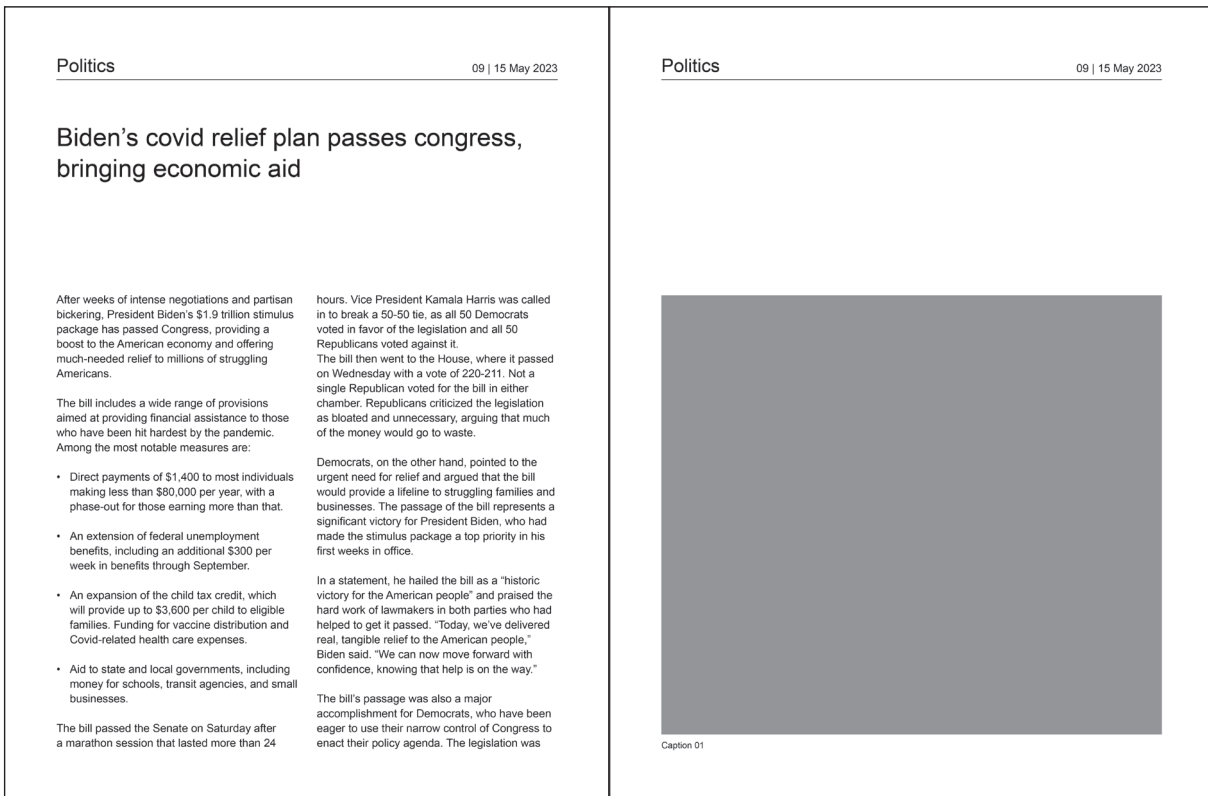 Politics
09 | 15 May 2023
Biden’s covid relief plan passes congress,
bringing economic aid
After weeks of intense negotiations and partisan
bickering, President Biden’s $1.9 trillion stimulus
package has passed Congress, providing a
boost to the American economy and offering
much-needed relief to millions of struggling
Americans.
The bill includes a wide range of provisions
aimed at providing financial assistance to those
who have been hit hardest by the pandemic.
Among the most notable measures are:
• Direct payments of $1,400 to most individuals
making less than $80,000 per year, with a
phase-out for those earning more than that.
• An extension of federal unemployment
benefits, including an additional $300 per
week in benefits through September.
• An expansion of the child tax credit, which
will provide up to $3,600 per child to eligible
families. Funding for vaccine distribution and
Covid-related health care expenses.
• Aid to state and local governments, including
money for schools, transit agencies, and small
businesses.
The bill passed the Senate on Saturday after
a marathon session that lasted more than 24
hours. Vice President Kamala Harris was called
in to break a 50-50 tie, as all 50 Democrats
voted in favor of the legislation and all 50
Republicans voted against it.
The bill then went to the House, where it passed
on Wednesday with a vote of 220-211. Not a
single Republican voted for the bill in either
chamber. Republicans criticized the legislation
as bloated and unnecessary, arguing that much
of the money would go to waste.
Democrats, on the other hand, pointed to the
urgent need for relief and argued that the bill
would provide a lifeline to struggling families and
businesses. The passage of the bill represents a
significant victory for President Biden, who had
made the stimulus package a top priority in his
first weeks in office.
In a statement, he hailed the bill as a “historic
victory for the American people” and praised the
hard work of lawmakers in both parties who had
helped to get it passed. “Today, we’ve delivered
real, tangible relief to the American people,”
Biden said. “We can now move forward with
confidence, knowing that help is on the way.”
The bill’s passage was also a major
accomplishment for Democrats, who have been
eager to use their narrow control of Congress to
enact their policy agenda. The legislation was
Politics
09 | 15 May 2023
Caption 01